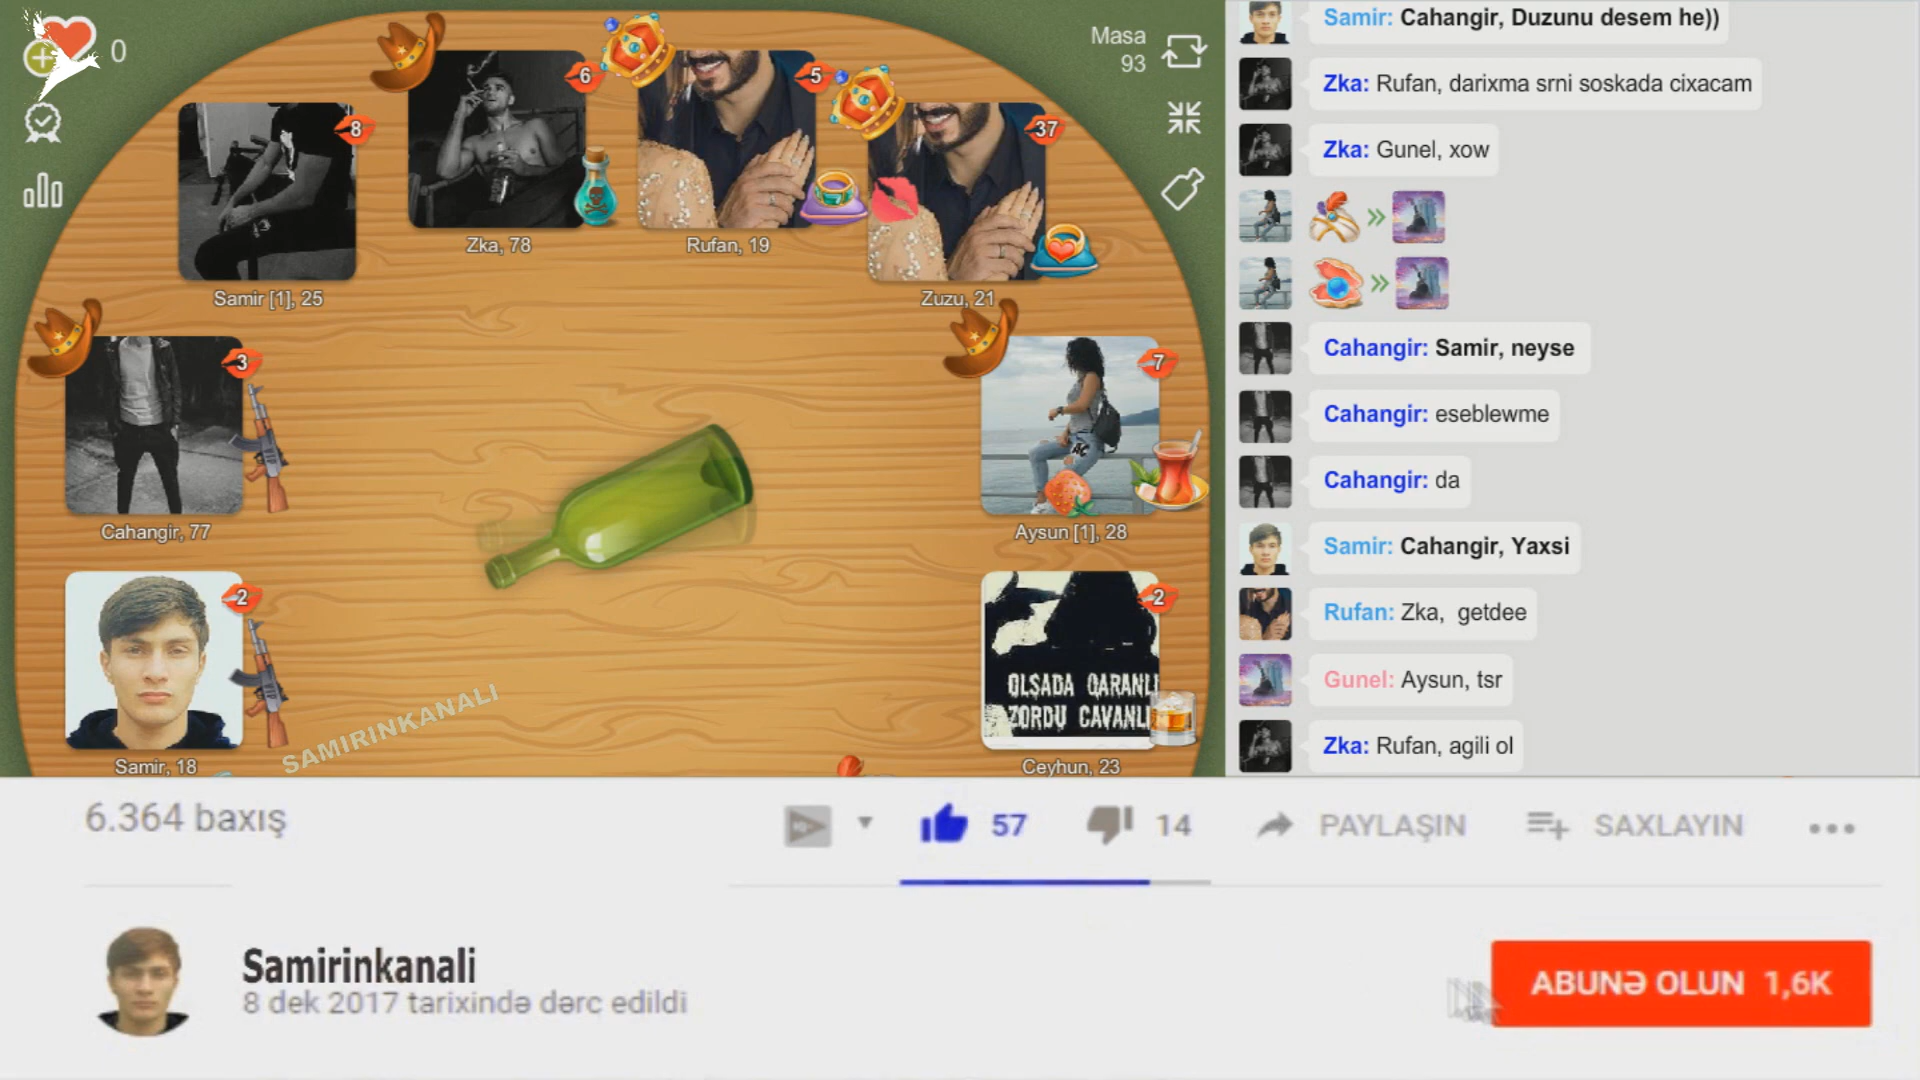 0
Masa
93
8
6
5
37
Samir [1], 25
Zka, 78
Rufan, 19
Zuzu, 21
3
7
Cahangir, 77
Aysun [1], 28
2
2
OLSADA QARANLI
ZORDU CAVANLI
Samir, 18
SAMIRINKANALI
Ceyhun, 23
Samir: Cahangir, Duzunu desem he))
Zka: Rufan, darixma srni soskada cixacam
Zka: Gunel, xow
Cahangir: Samir, neyse
Cahangir: eseblewme
Cahangir: da
Samir: Cahangir, Yaxsi
Rufan: Zka, getdee
Gunel: Aysun, tsr
Zka: Rufan, agili ol
6.364 baxış
57
14
PAYLAŞIN
SAXLAYIN
Samirinkanali
8 dek 2017 tarixində dərc edildi
ABUNƏ OLUN 1,6K